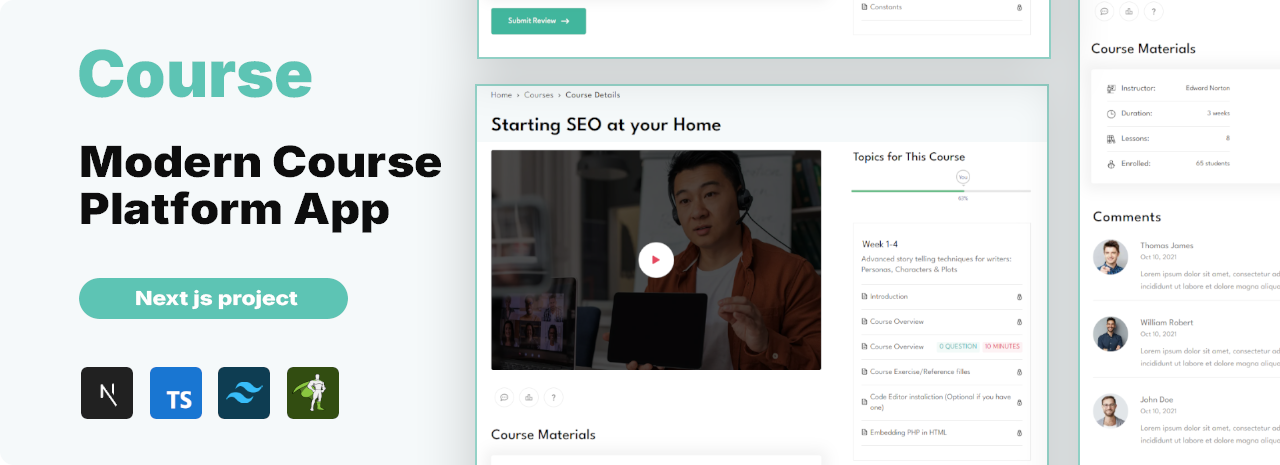 Course
Modern Course
Platform App
Next js project
N
TS
Submit Review →
Constants
Home › Courses › Course Details
Starting SEO at your Home
Topics for This Course
You
Week 1-4
Advanced story telling techniques for writers:
Personas, Characters & Plots
Introduction
Course Overview
Course Overview 0 QUESTION 10 MINUTES
Course Exercise/Reference
Code Editor (Optional if you have
one)
Embedding PHP in HTML
?
Course Materials
?
Course Materials
Instructor: Edward Norton
Duration: 3 weeks
Lessons: 8
Enrolled: 65 students
Comments
Thomas James
Oct 10, 2021
Lorem ipsum dolor sit amet, consectetur ad
incididunt ut labore et dolore magna aliqua
William Robert
Oct 10, 2021
Lorem ipsum dolor sit amet, consectetur ad
incididunt ut labore et dolore magna aliqua
John Doe
Oct 10, 2021
Lorem ipsum dolor sit amet, consectetur ad
incididunt ut labore et dolore magna aliqua